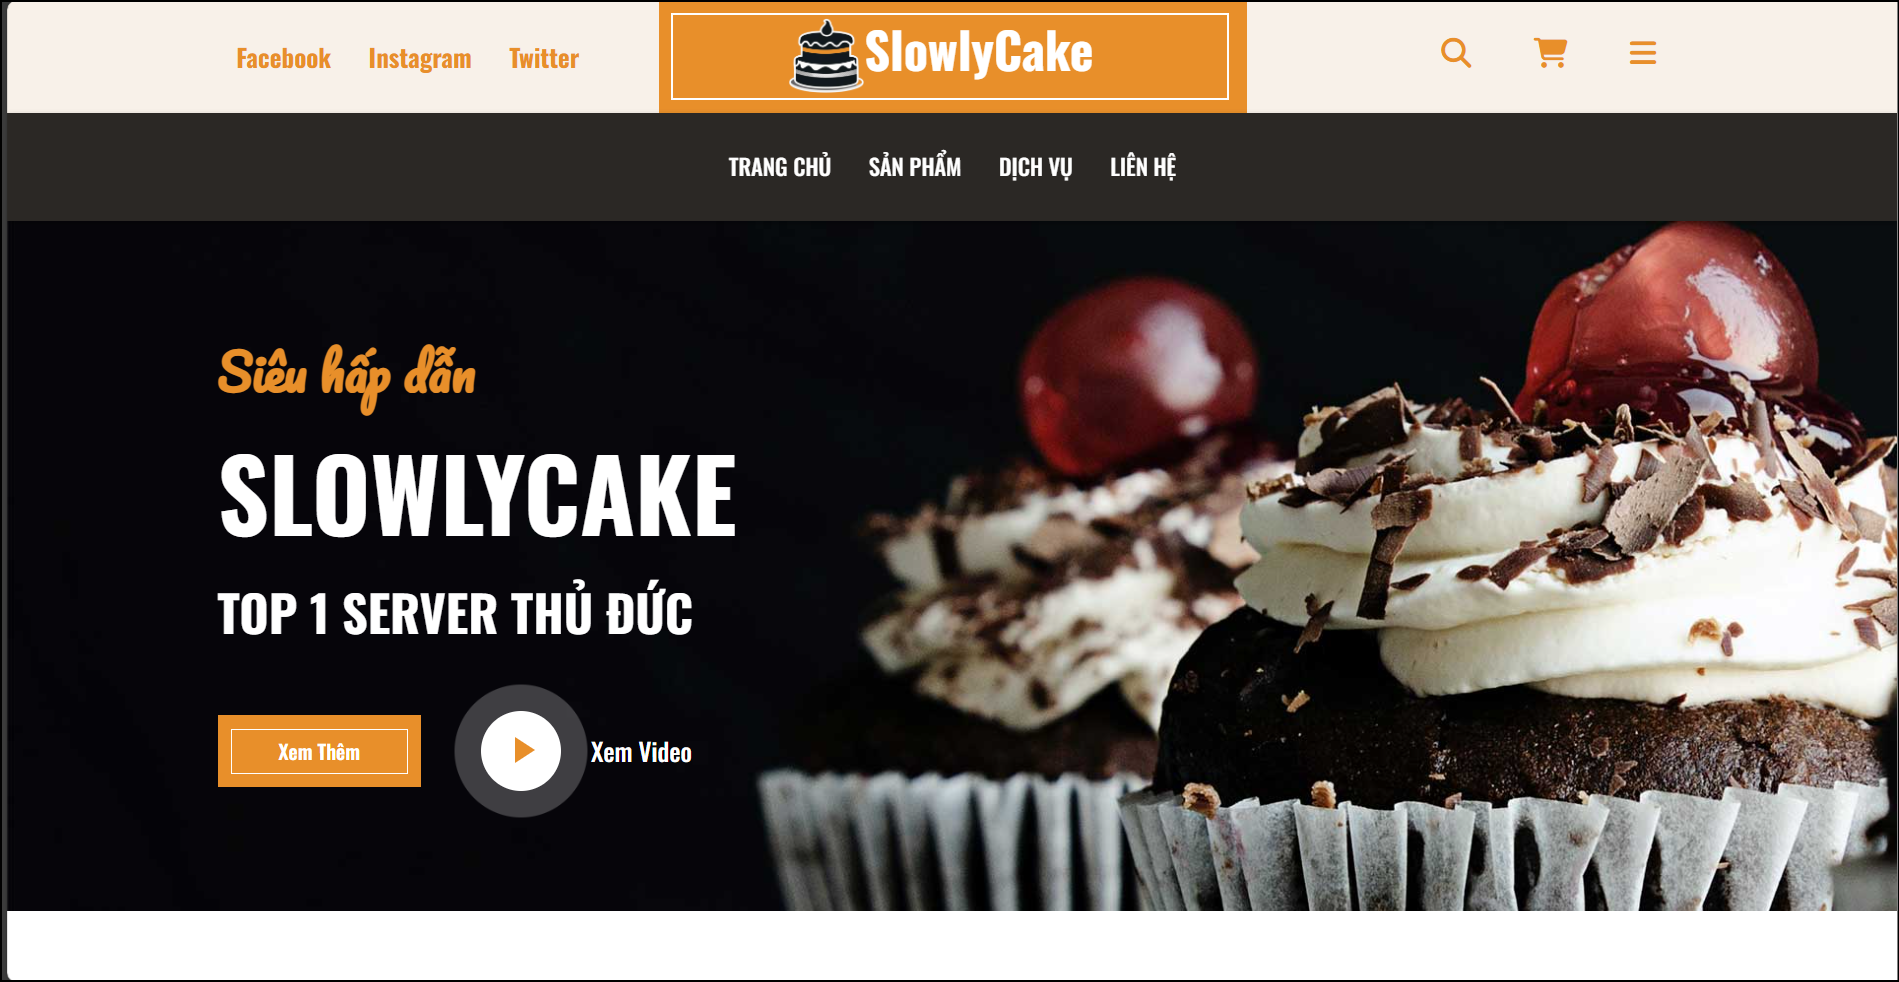 Facebook Instagram Twitter
SlowlyCake
TRANG CHỦ SẢN PHẨM DỊCH VỤ LIÊN HỆ
Siêu hấp dẫn
SLOWLYCAKE
TOP 1 SERVER THỦ ĐỨC
Xem Thêm
Xem Video